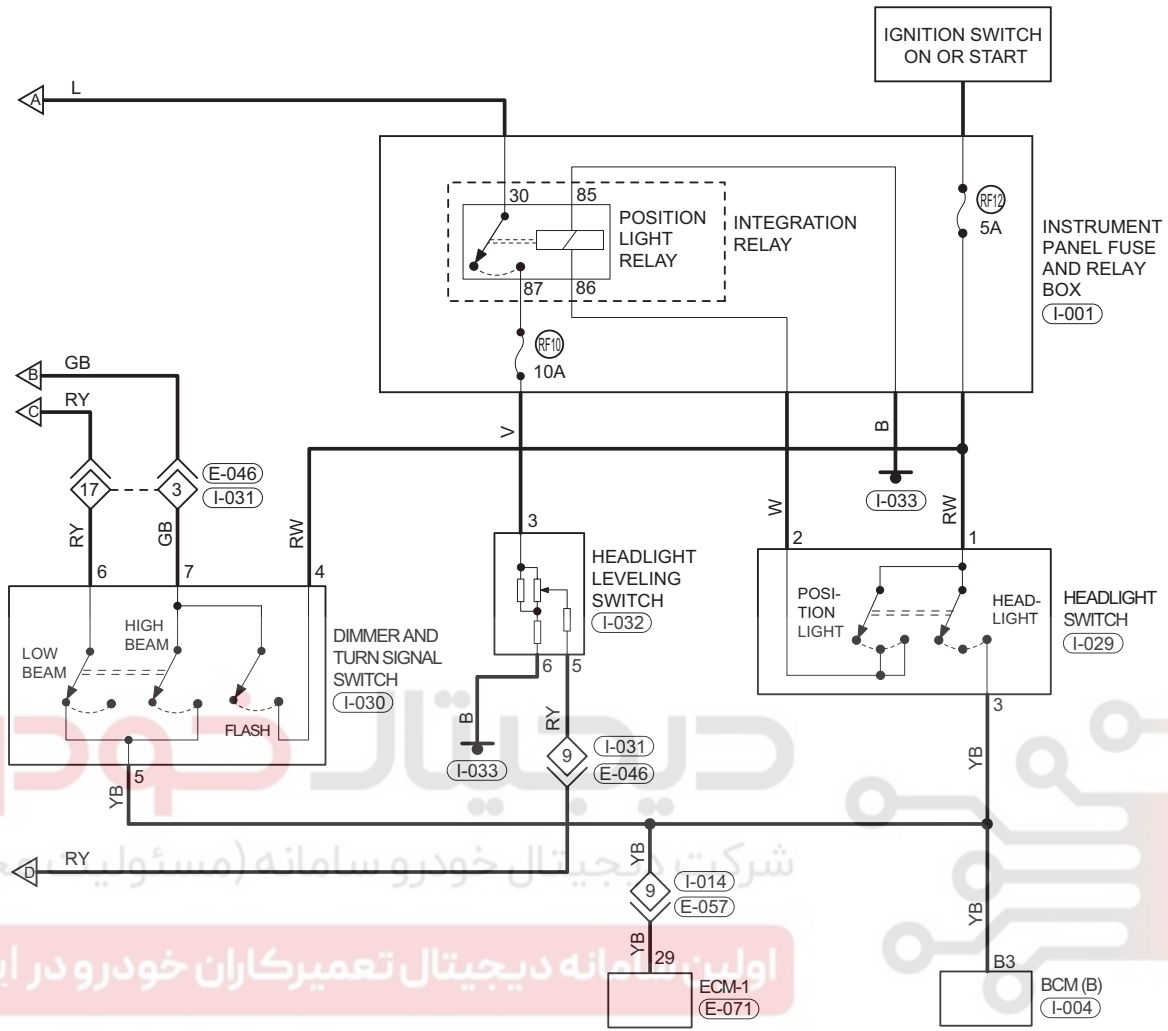 IGNITION SWITCH
ON OR START
A
L
30
85
POSITION
LIGHT
RELAY
INTEGRATION
RELAY
RF12
5A
INSTRUMENT
PANEL FUSE
AND RELAY
BOX
I-001
87
86
RF10
10A
B
GB
C
RY
V
B
17
3
E-046
I-031
I-033
RY
GB
RW
W
RW
6
7
4
3
2
1
HEADLIGHT
LEVELING
SWITCH
I-032
POSI-
TION
LIGHT
HEAD-
LIGHT
HEADLIGHT
SWITCH
I-029
LOW
BEAM
HIGH
BEAM
FLASH
DIMMER AND
TURN SIGNAL
SWITCH
I-030
6
5
B
RY
I-033
9
I-031
E-046
3
YB
5
YB
دیجیتال خودرو
D
RY
شرکت دیجیتال خودرو سامانه (مسئولیت
YB
9
I-014
E-057
YB
YB
اولین سامانه دیجیتال تعمیرکاران خودرو در
29
ECM-1
E-071
B3
BCM (B)
I-004